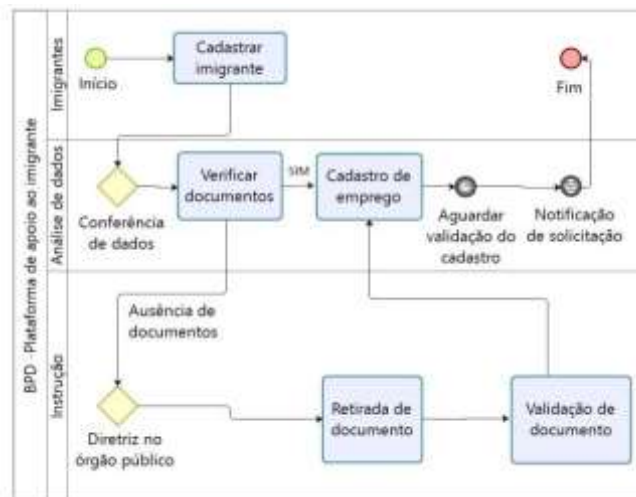 BPD - Plataforma de apoio ao imigrante
Imigrantes
Início
Cadastrar
imigrante
Fim
Análise de dados
Conferência
de dados
Verificar
documentos
SIM
Cadastro de
emprego
Aguardar
validação do
cadastro
Notificação
de solicitação
Instrução
Ausência de
documentos
Diretriz no
órgão público
Retirada de
documento
Validação de
documento